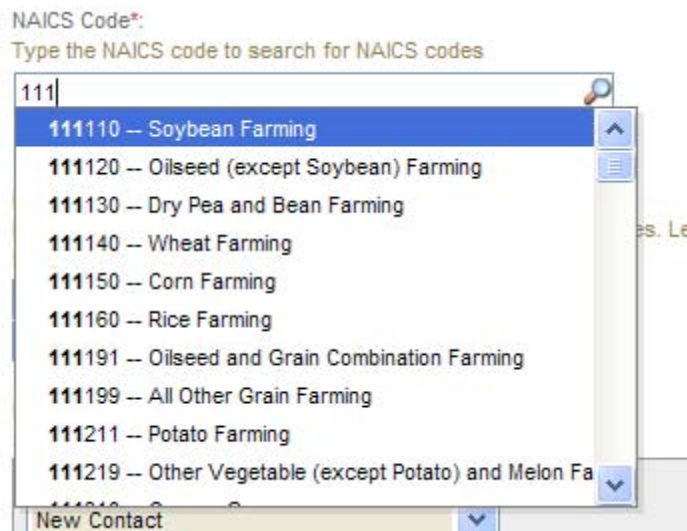 NAICS Code*:
Type the NAICS code to search for NAICS codes
111
111110 -- Soybean Farming
111120 -- Oilseed (except Soybean) Farming
111130 -- Dry Pea and Bean Farming
es. Le
111140 -- Wheat Farming
111150 -- Corn Farming
111160 -- Rice Farming
111191 -- Oilseed and Grain Combination Farming
111199 -- All Other Grain Farming
111211 -- Potato Farming
111219 -- Other Vegetable (except Potato) and Melon Fa
New Contact